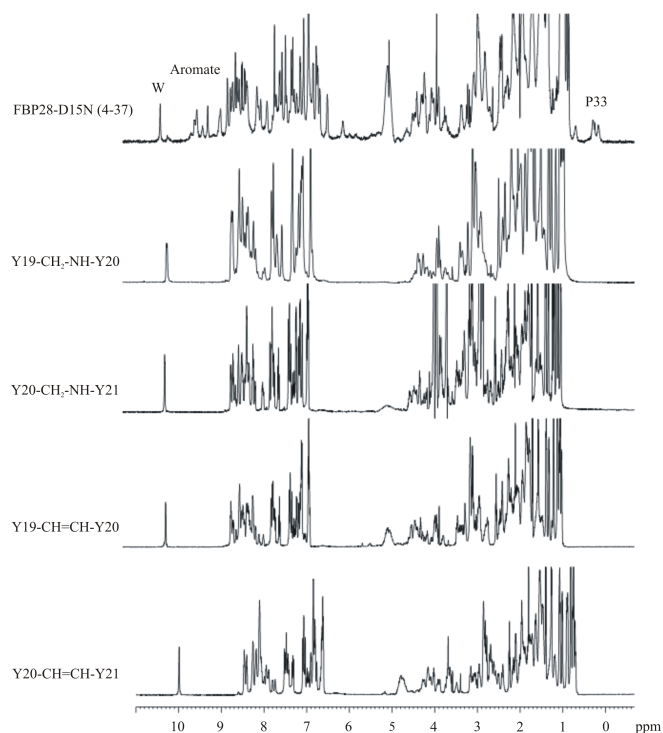 W
Aromate
FBP28-D15N (4-37)
P33
Y19-CH₂-NH-Y20
Y20-CH₂-NH-Y21
Y19-CH=CH-Y20
Y20-CH=CH-Y21
10 9 8 7 6 5 4 3 2 1 0 ppm